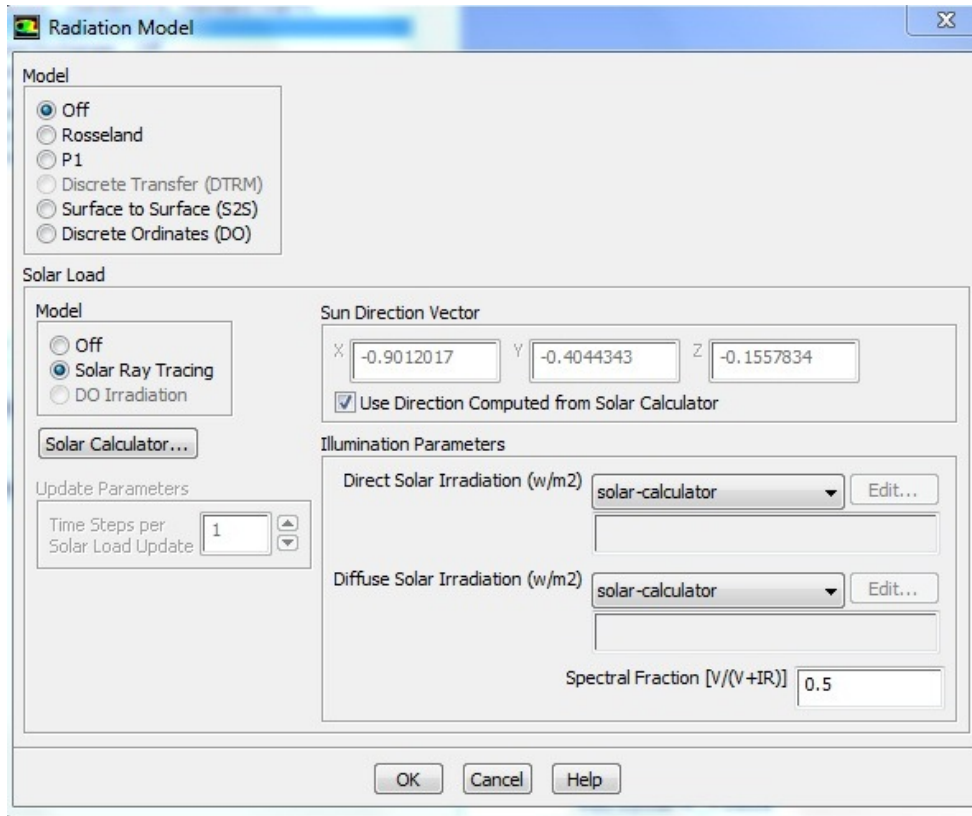 Radiation Model
Model
Off
Rosseland
P1
Discrete Transfer (DTRM)
Surface to Surface (S2S)
Discrete Ordinates (DO)
Solar Load
Model
Off
Solar Ray Tracing
DO Irradiation
Solar Calculator...
Update Parameters
Time Steps per
Solar Load Update
1
Sun Direction Vector
X -0.9012017 Y -0.4044343 Z -0.1557834
Use Direction Computed from Solar Calculator
Illumination Parameters
Direct Solar Irradiation (w/m2) solar-calculator Edit...
Diffuse Solar Irradiation (w/m2) solar-calculator Edit...
Spectral Fraction [V/(V+IR)] 0.5
OK Cancel Help